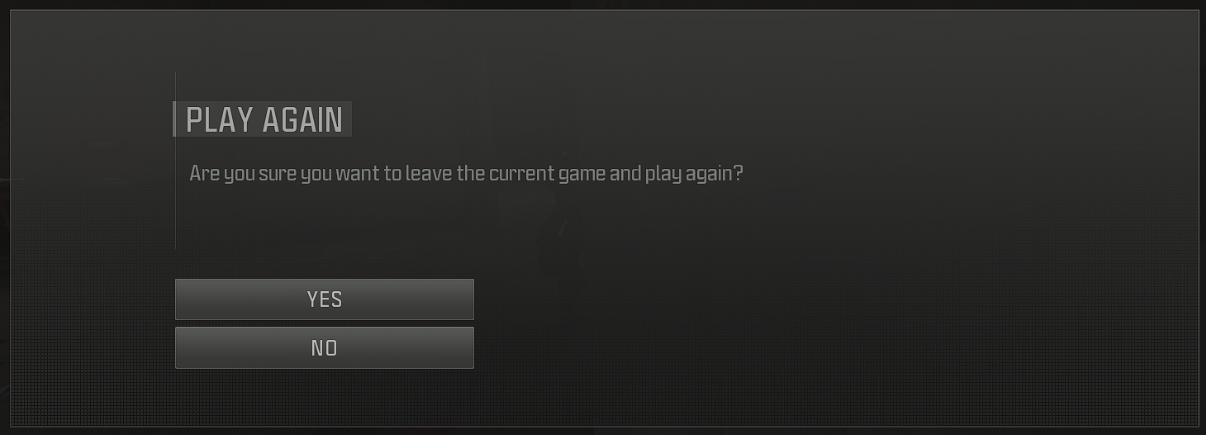 PLAY AGAIN
Are you sure you want to leave the current game and play again?
YES
NO